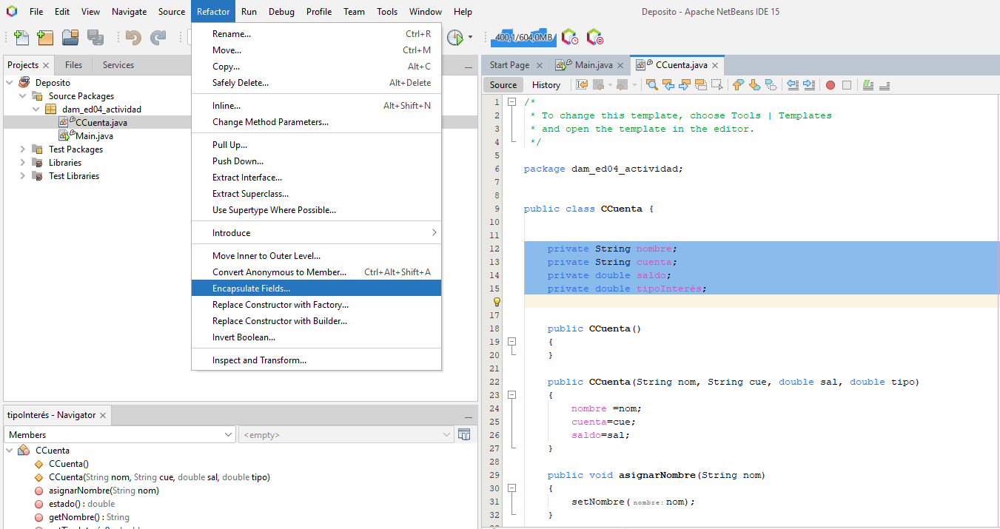 File Edit View Navigate Source Refactor Run Debug Profile Team Tools Window Help
Deposito - Apache NetBeans IDE 15
400,1/604,0MB
Rename... Ctrl+R
Move... Ctrl+M
Copy... Alt+C
Safely Delete... Alt+Delete
Inline... Alt+Shift+N
Change Method Parameters...
Pull Up...
Push Down...
Extract Interface...
Extract Superclass...
Use Supertype Where Possible...
Introduce
Move Inner to Outer Level...
Convert Anonymous to Member... Ctrl+Alt+Shift+A
Encapsulate Fields...
Replace Constructor with Factory...
Replace Constructor with Builder...
Invert Boolean...
Inspect and Transform...
Projects Files Services
Deposito
Source Packages
dam_ed04_actividad
CCuenta.java
Main.java
Test Packages
Libraries
Test Libraries
tipoInterés - Navigator
Members <empty>
CCuenta
CCuenta()
CCuenta(String nom, String cue, double sal, double tipo)
asignarNombre(String nom)
estado() : double
getNombre() : String
Start Page Main.java CCuenta.java
Source History
1 /*
2 * To change this template, choose Tools | Templates
3 * and open the template in the editor.
4 */
5
6 package dam_ed04_actividad;
7
8
9 public class CCuenta {
10
11
12 private String nombre;
13 private String cuenta;
14 private double saldo;
15 private double tipoInterés;
17
18 public CCuenta()
19 {
20 }
21
22 public CCuenta(String nom, String cue, double sal, double tipo)
23 {
24 nombre =nom;
25 cuenta=cue;
26 saldo=sal;
27 }
28
29 public void asignarNombre(String nom)
30 {
31 setNombre( nombre: nom);
32 }